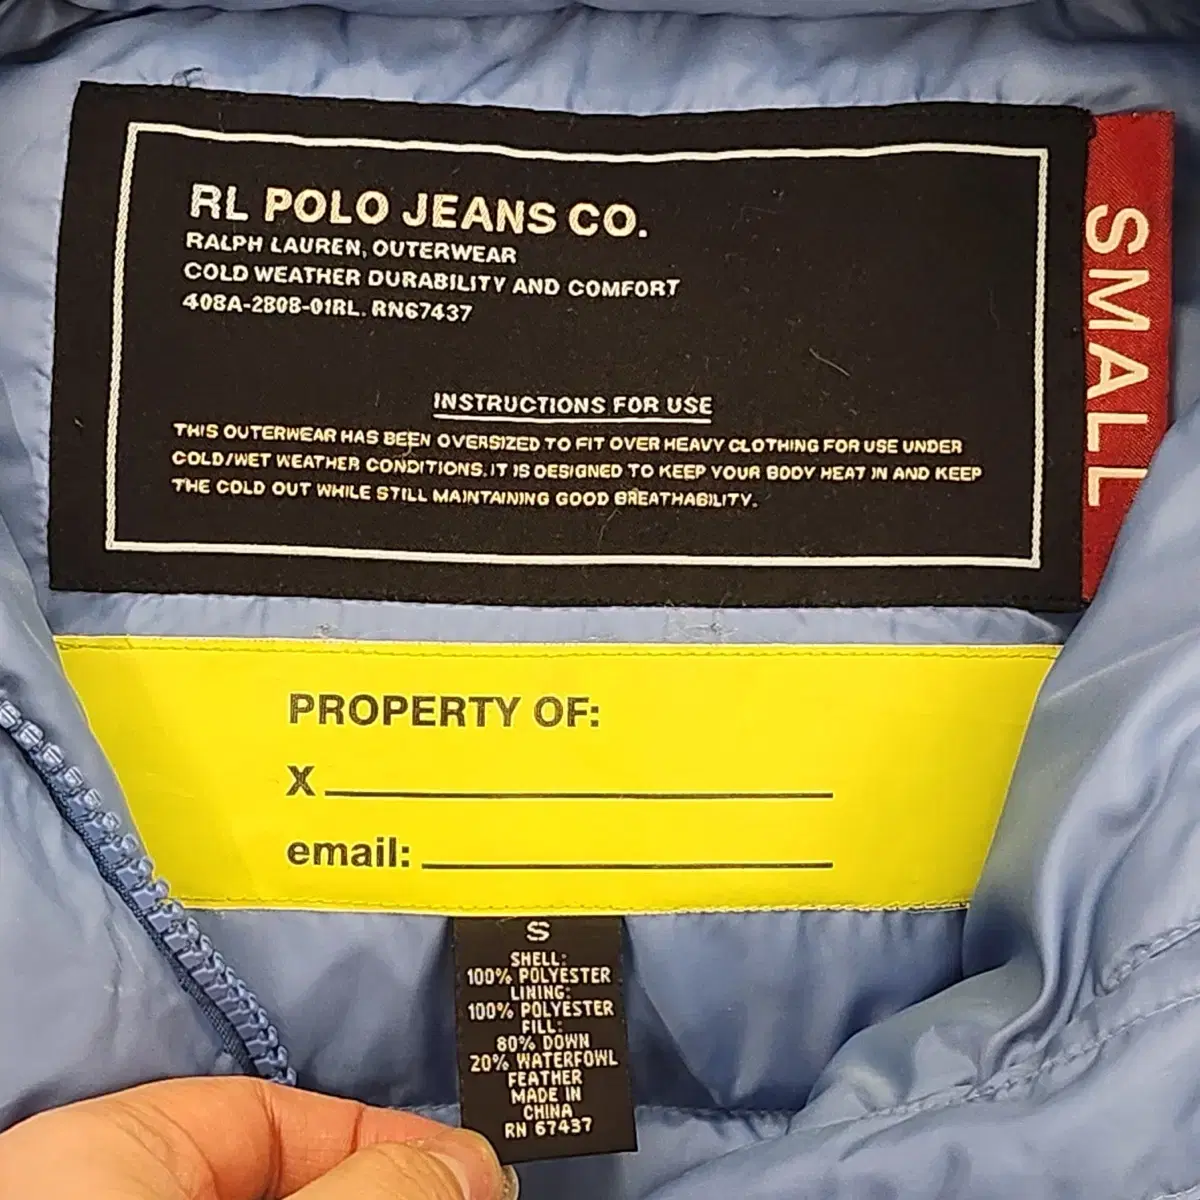 RL POLO JEANS CO.
RALPH LAUREN, OUTERWEAR
COLD WEATHER DURABILITY AND COMFORT
408A-2808-01RL. RN67437
INSTRUCTIONS FOR USE
THIS OUTERWEAR HAS BEEN OVERSIZED TO FIT OVER HEAVY CLOTHING FOR USE UNDER
COLD/WET WEATHER CONDITIONS. IT IS DESIGNED TO KEEP YOUR BODY HEAT IN AND KEEP
THE COLD OUT WHILE STILL MAINTAINING GOOD BREATHABILITY.
SMALL
PROPERTY OF:
X
email:
S
SHELL:
100% POLYESTER
LINING:
100% POLYESTER
FILL:
80% DOWN
20% WATERFOWL
FEATHER
MADE IN
CHINA
RN 67437